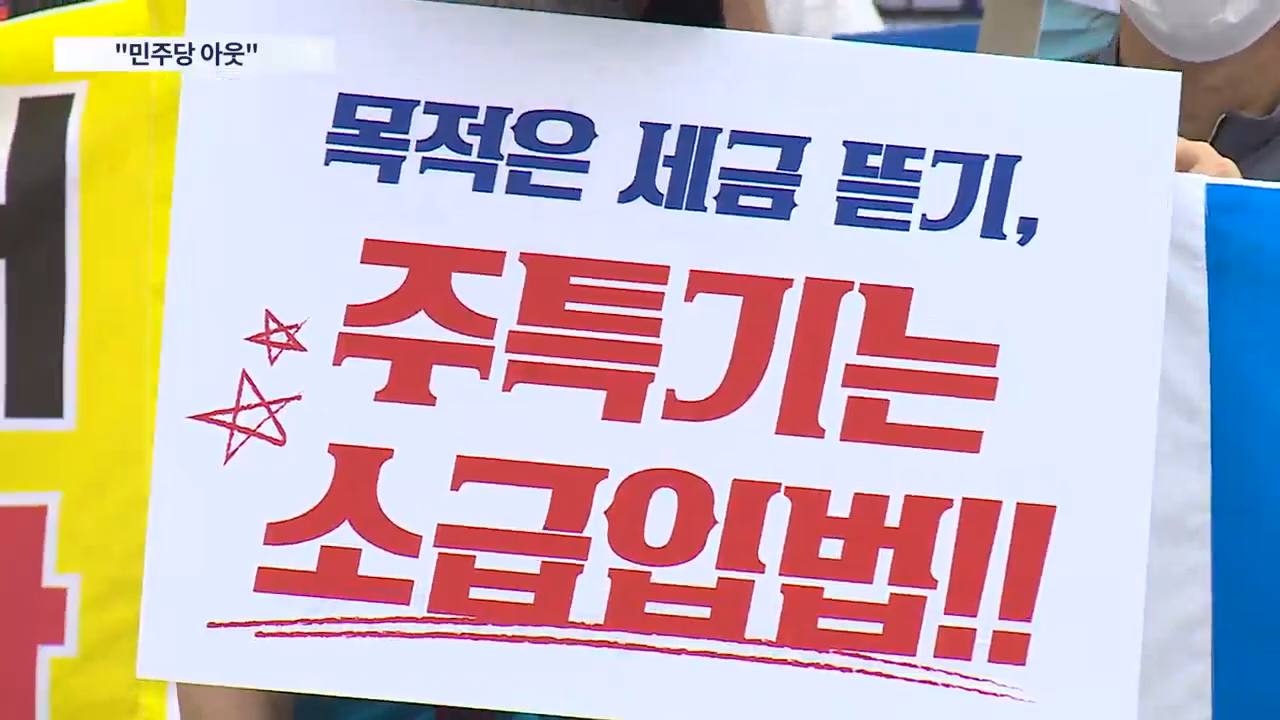 "민주당 아웃"
목적은 세금 뜯기,
주특기는
소급입법!!